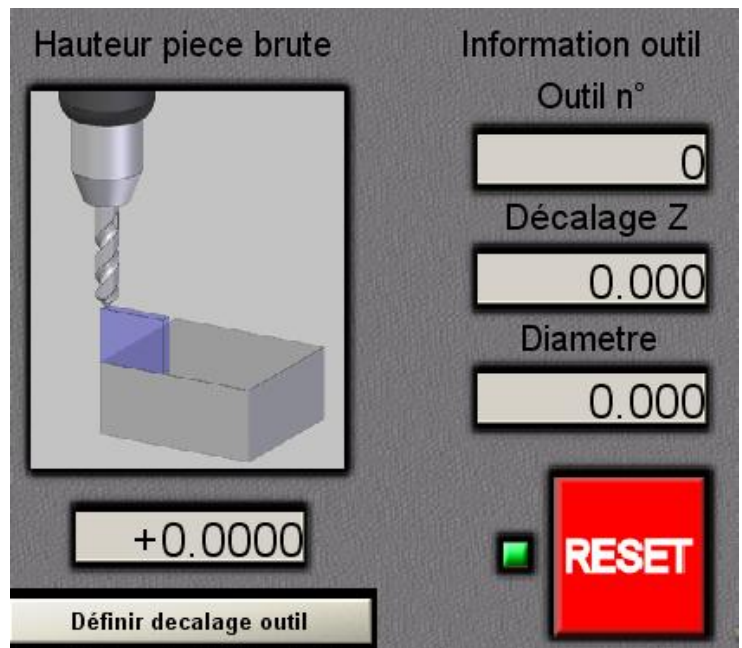 Hauteur piece brute
Information outil
Outil n°
0
Décalage Z
0.000
Diametre
0.000
+0.0000
RESET
Définir decalage outil